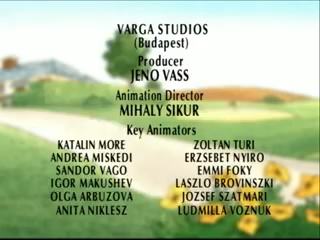 VARGA STUDIOS
(Budapest)
Producer
JENO VASS
Animation Director
MIHALY SIKUR
Key Animators
KATALIN MORE ZOLTAN TURI
ANDREA MISKEDI ERZSEBET NYIRO
SANDOR VAGO EMMI FOKY
IGOR MAKUSHEV LASZLO BROVINSZKI
OLGA ARBUZOVA JOZSEF SZATMARI
ANITA NIKLESZ LUDMILLA VOZNUK